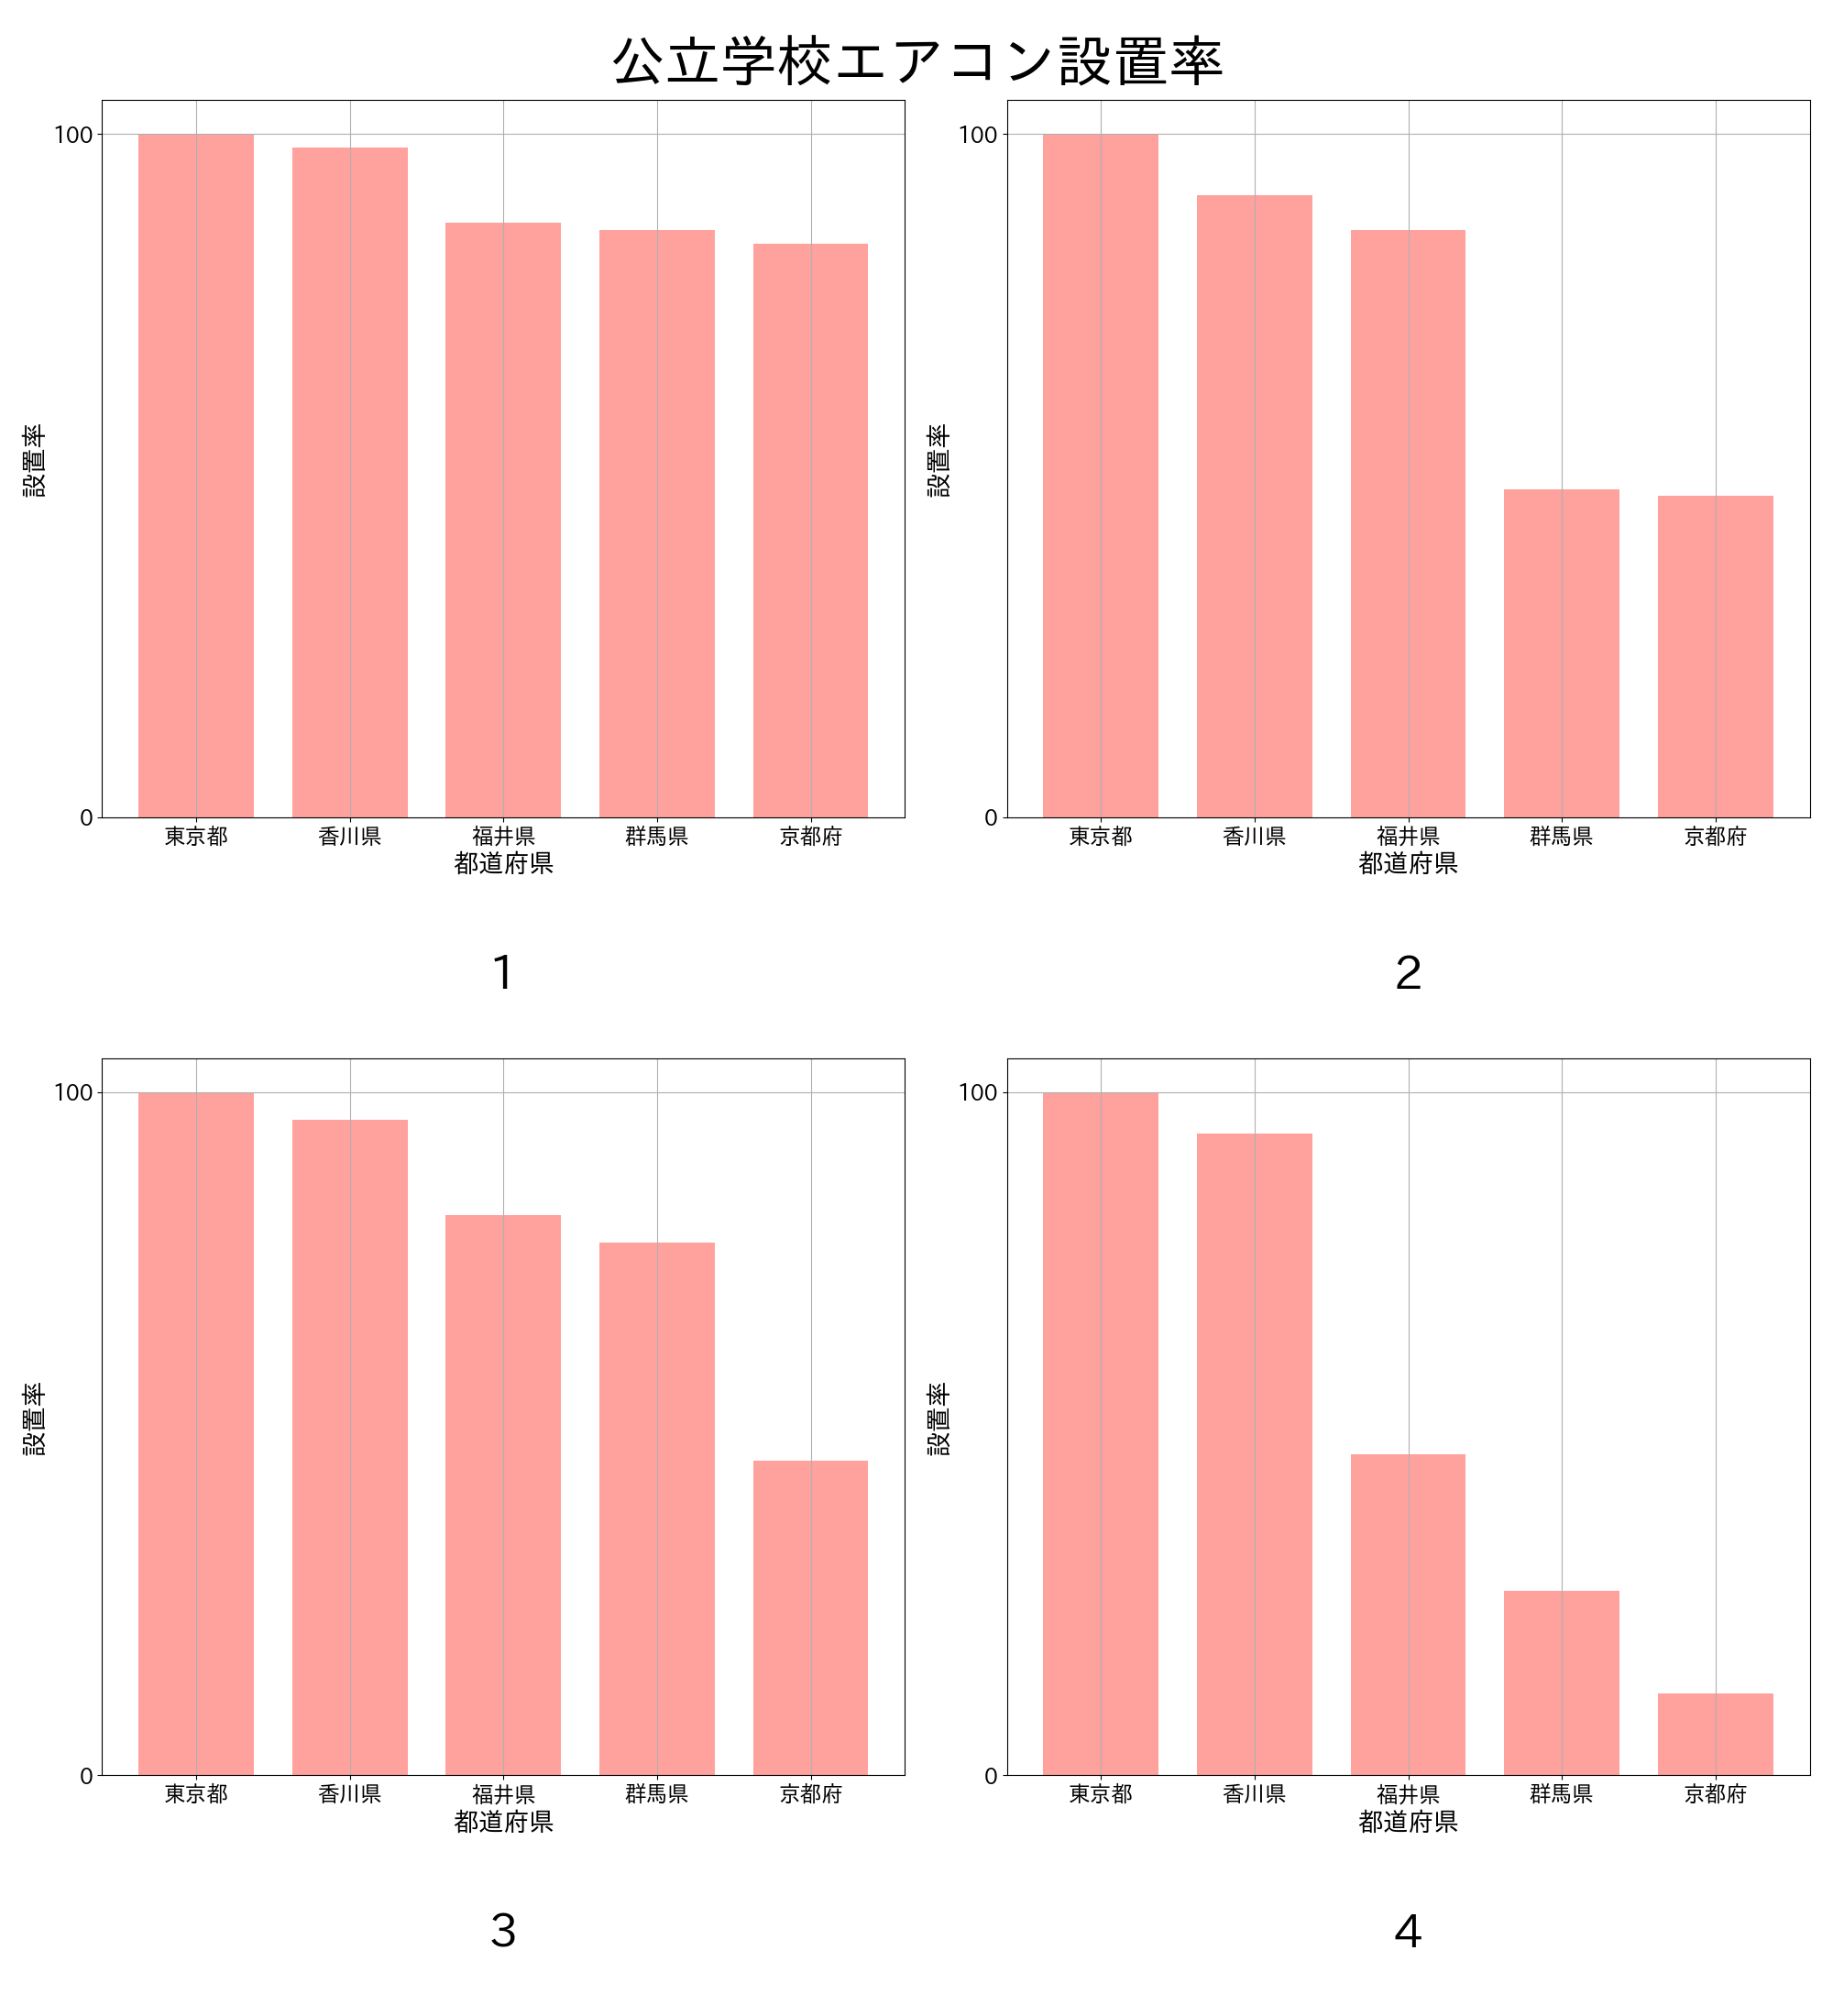 公立学校エアコン設置率
100
0
設置率
東京都 香川県 福井県 群馬県 京都府
都道府県
1
100
0
設置率
東京都 香川県 福井県 群馬県 京都府
都道府県
2
100
0
設置率
東京都 香川県 福井県 群馬県 京都府
都道府県
3
100
0
設置率
東京都 香川県 福井県 群馬県 京都府
都道府県
4